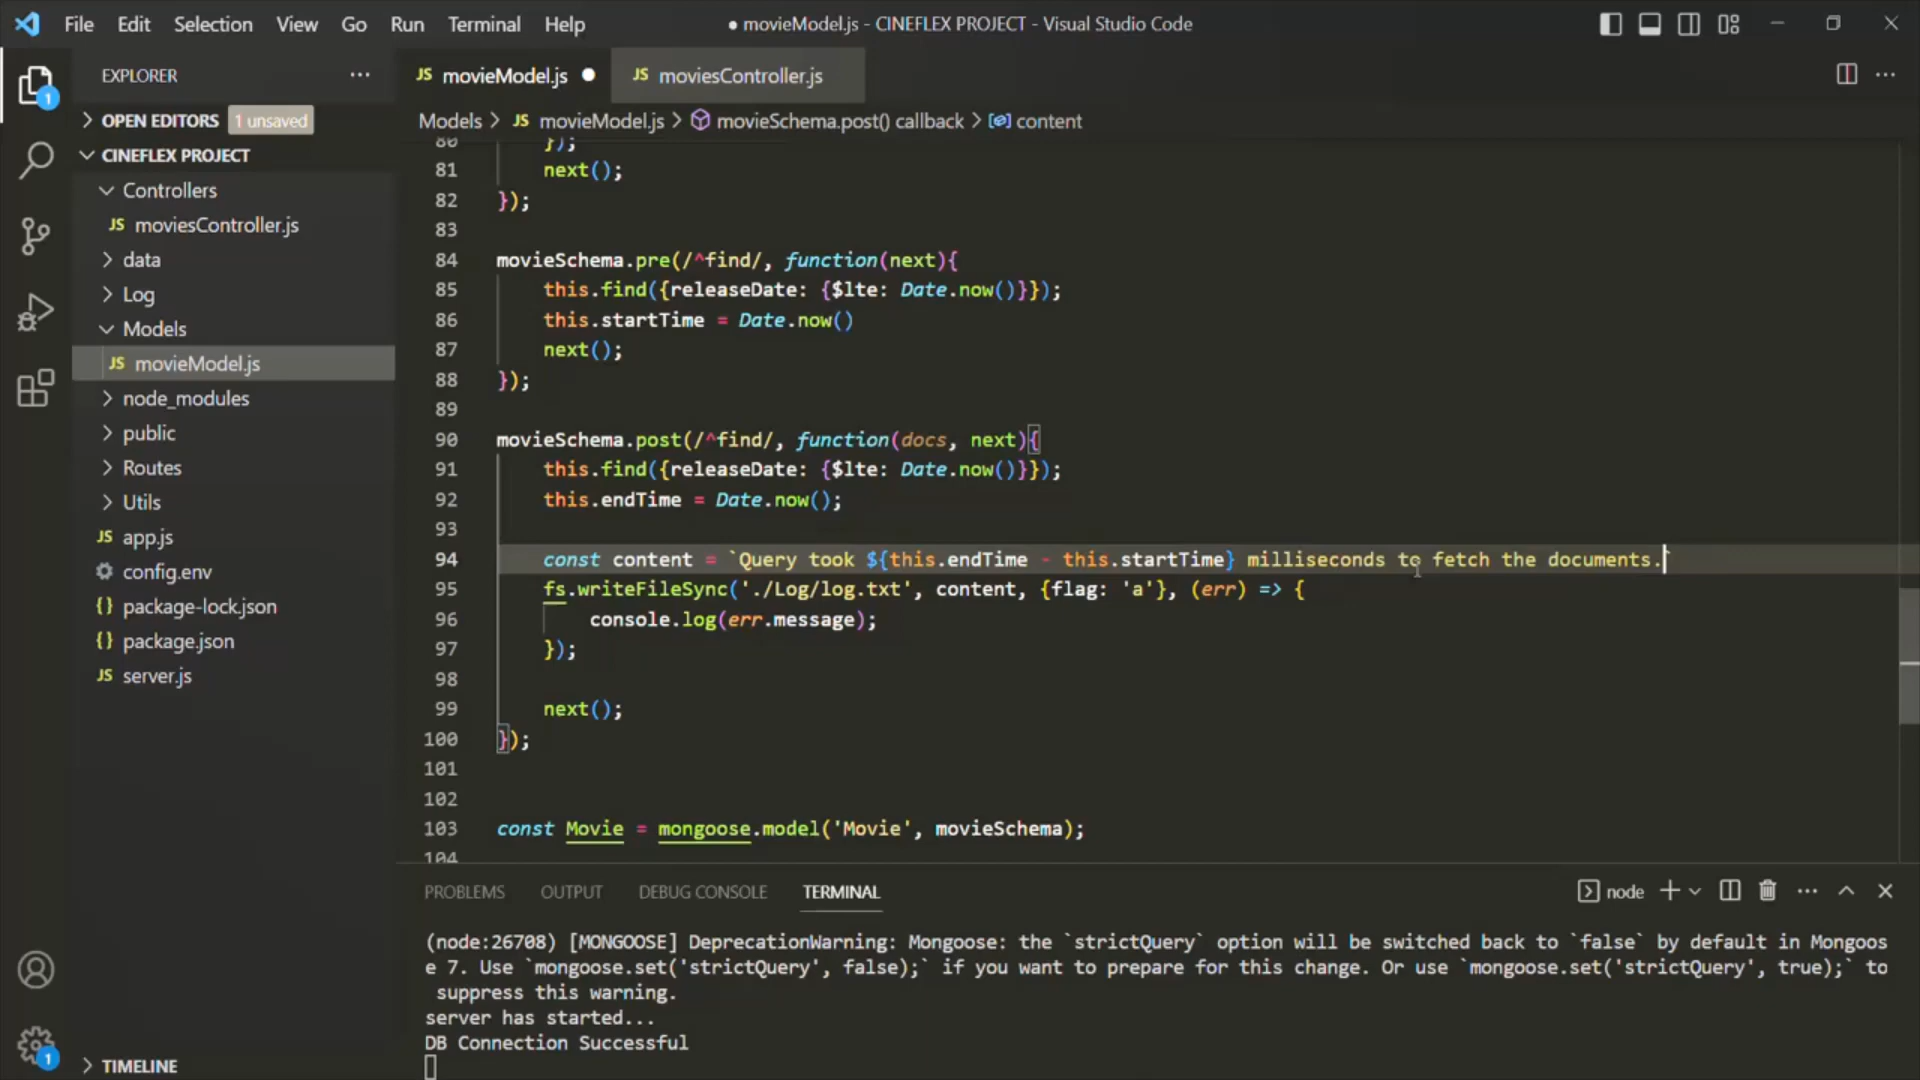 File Edit Selection View Go Run Terminal Help ● movieModel.js - CINEFLEX PROJECT - Visual Studio Code
EXPLORER ··· JS movieModel.js ● JS moviesController.js ···
OPEN EDITORS 1 unsaved
Models > JS movieModel.js > movieSchema.post() callback > content
CINEFLEX PROJECT
Controllers
JS moviesController.js
data
Log
Models
JS movieModel.js
node_modules
public
Routes
Utils
JS app.js
config.env
{} package-lock.json
{} package.json
JS server.js
TIMELINE
1
1
80 });
81 next();
82 });
83
84 movieSchema.pre(/^find/, function(next){
85 this.find({releaseDate: {$lte: Date.now()}});
86 this.startTime = Date.now()
87 next();
88 });
89
90 movieSchema.post(/^find/, function(docs, next){
91 this.find({releaseDate: {$lte: Date.now()}});
92 this.endTime = Date.now();
93
94 const content = `Query took ${this.endTime - this.startTime} milliseconds to fetch the documents.`
95 fs.writeFileSync('./Log/log.txt', content, {flag: 'a'}, (err) => {
96 console.log(err.message);
97 });
98
99 next();
100 });
101
102
103 const Movie = mongoose.model('Movie', movieSchema);
104
PROBLEMS OUTPUT DEBUG CONSOLE TERMINAL node
(node:26708) [MONGOOSE] DeprecationWarning: Mongoose: the `strictQuery` option will be switched back to `false` by default in Mongoos
e 7. Use `mongoose.set('strictQuery', false);` if you want to prepare for this change. Or use `mongoose.set('strictQuery', true);` to
suppress this warning.
server has started...
DB Connection Successful